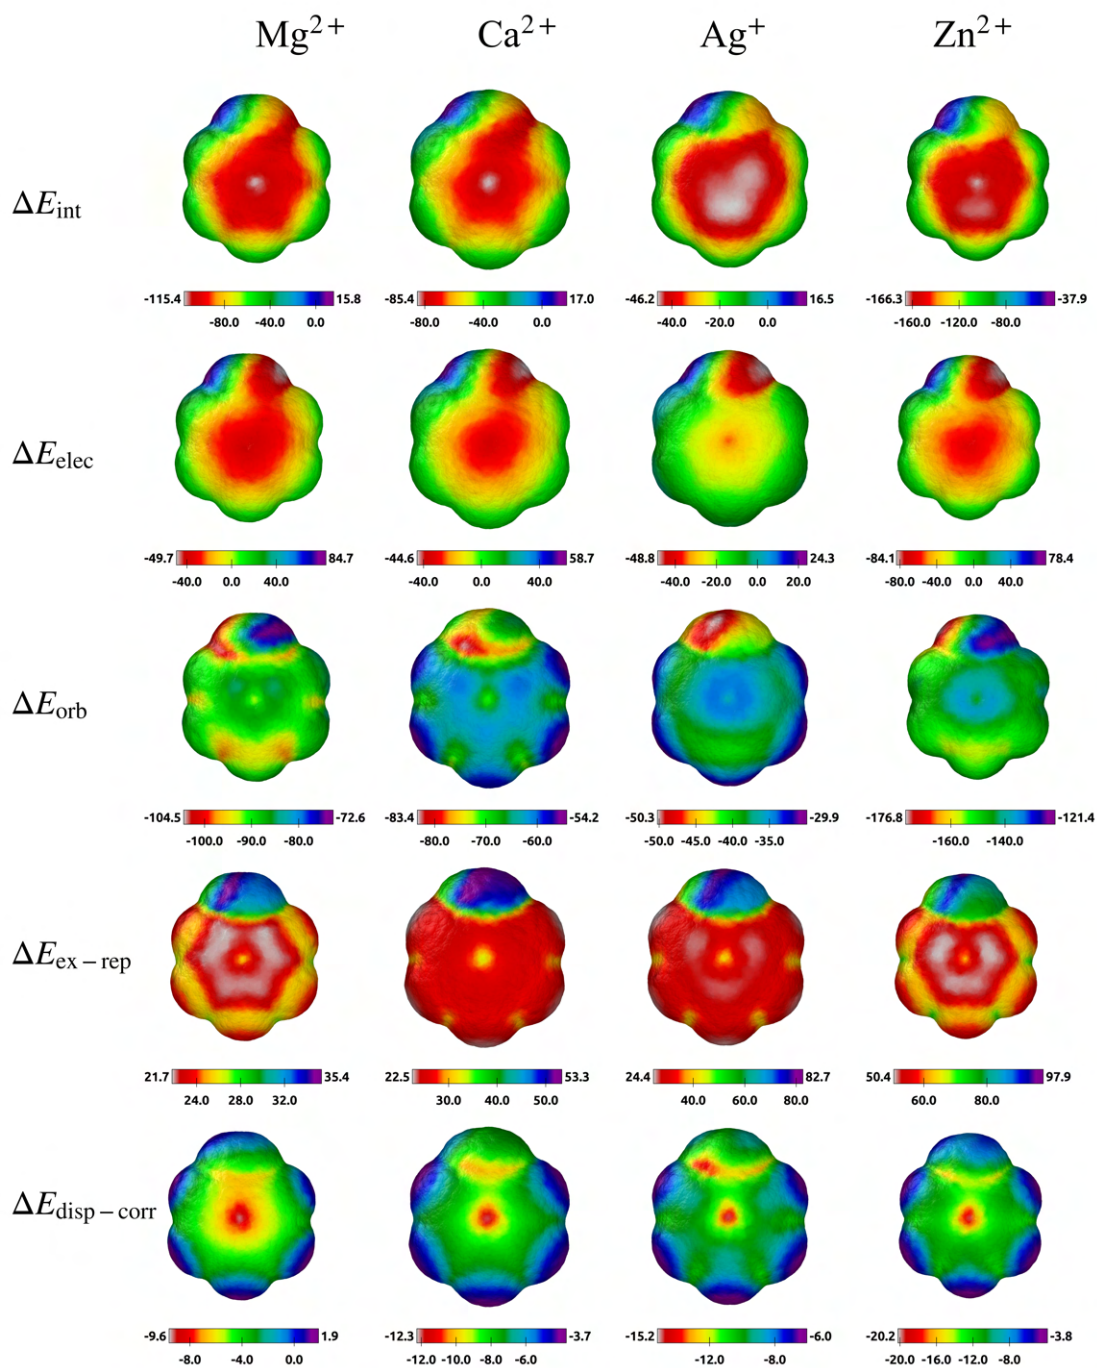 Mg²⁺ Ca²⁺ Ag⁺ Zn²⁺
ΔE_int
-115.4 15.8 -85.4 17.0 -46.2 16.5 -166.3 -37.9
-80.0 -40.0 0.0 -80.0 -40.0 0.0 -40.0 -20.0 0.0 -160.0 -120.0 -80.0
ΔE_elec
-49.7 84.7 -44.6 58.7 -48.8 24.3 -84.1 78.4
-40.0 0.0 40.0 -40.0 0.0 40.0 -40.0 -20.0 0.0 20.0 -80.0 -40.0 0.0 40.0
ΔE_orb
-104.5 -72.6 -83.4 -54.2 -50.3 -29.9 -176.8 -121.4
-100.0 -90.0 -80.0 -80.0 -70.0 -60.0 -50.0 -45.0 -40.0 -35.0 -160.0 -140.0
ΔE_ex – rep
21.7 35.4 22.5 53.3 24.4 82.7 50.4 97.9
24.0 28.0 32.0 30.0 40.0 50.0 40.0 60.0 80.0 60.0 80.0
ΔE_disp – corr
-9.6 1.9 -12.3 -3.7 -15.2 -6.0 -20.2 -3.8
-8.0 -4.0 0.0 -12.0 -10.0 -8.0 -6.0 -12.0 -8.0 -20.0 -16.0 -12.0 -8.0